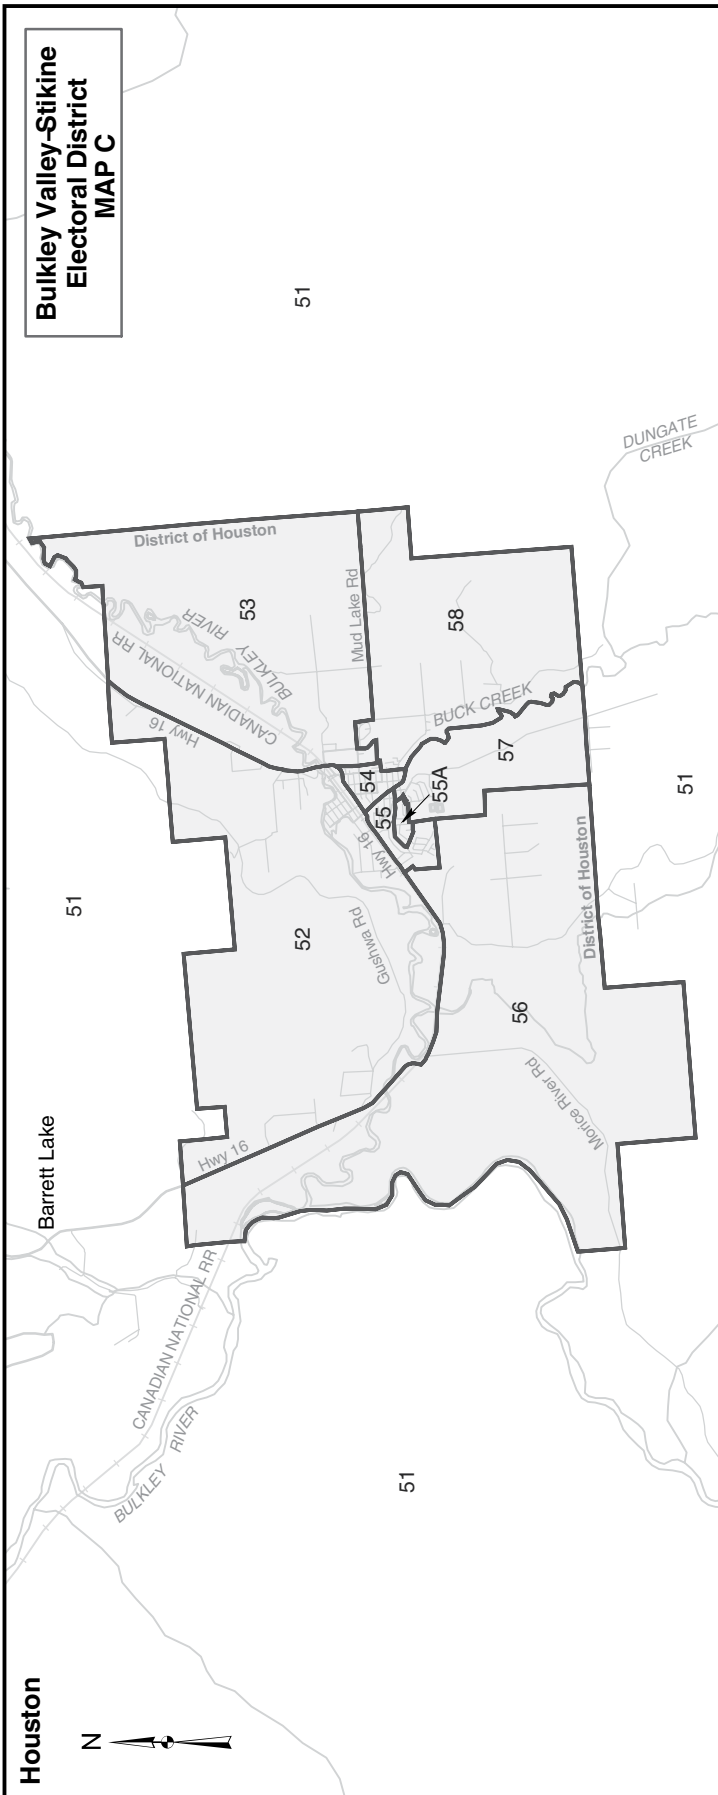 Houston
N
Bulkley Valley–Stikine
Electoral District
MAP C
Barrett Lake
51
51
51
51
52
53
54
55
55A
56
57
58
District of Houston
District of Houston
Mud Lake Rd
BUCK CREEK
DUNGATE
CREEK
BULKLEY
RIVER
CANADIAN NATIONAL RR
Hwy 16
Hwy 16
Hwy 16
Gushwa Rd
Morice River Rd
CANADIAN NATIONAL RR
BULKLEY RIVER